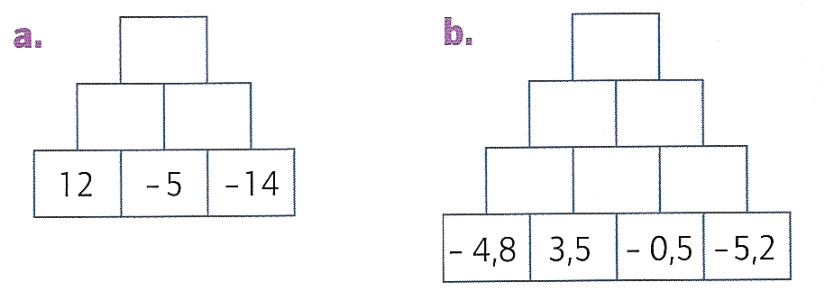 a.
12 –5 –14
b.
– 4,8 3,5 – 0,5 –5,2